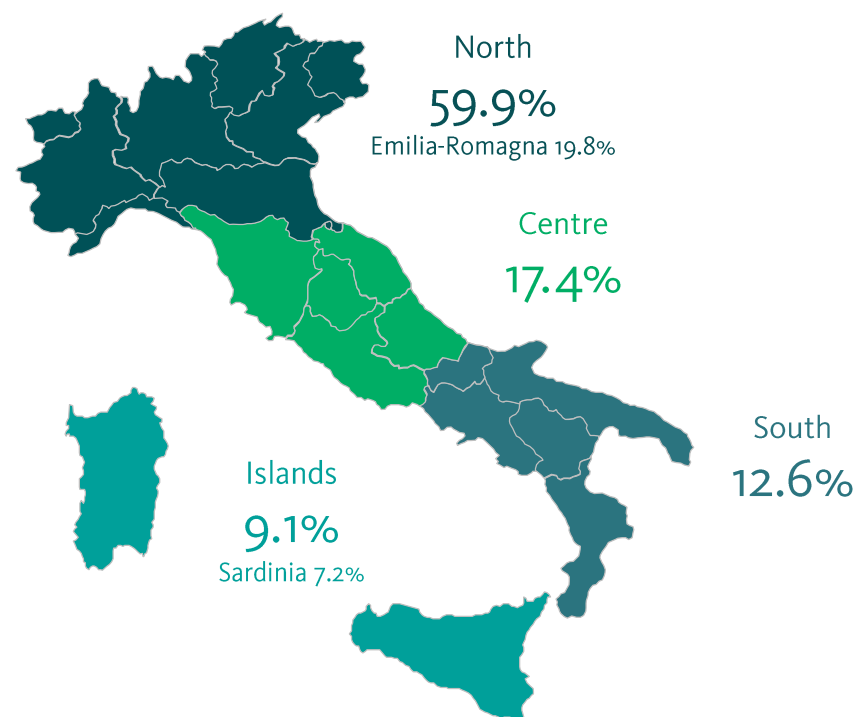 North
59.9%
Emilia-Romagna 19.8%
Centre
17.4%
South
12.6%
Islands
9.1%
Sardinia 7.2%